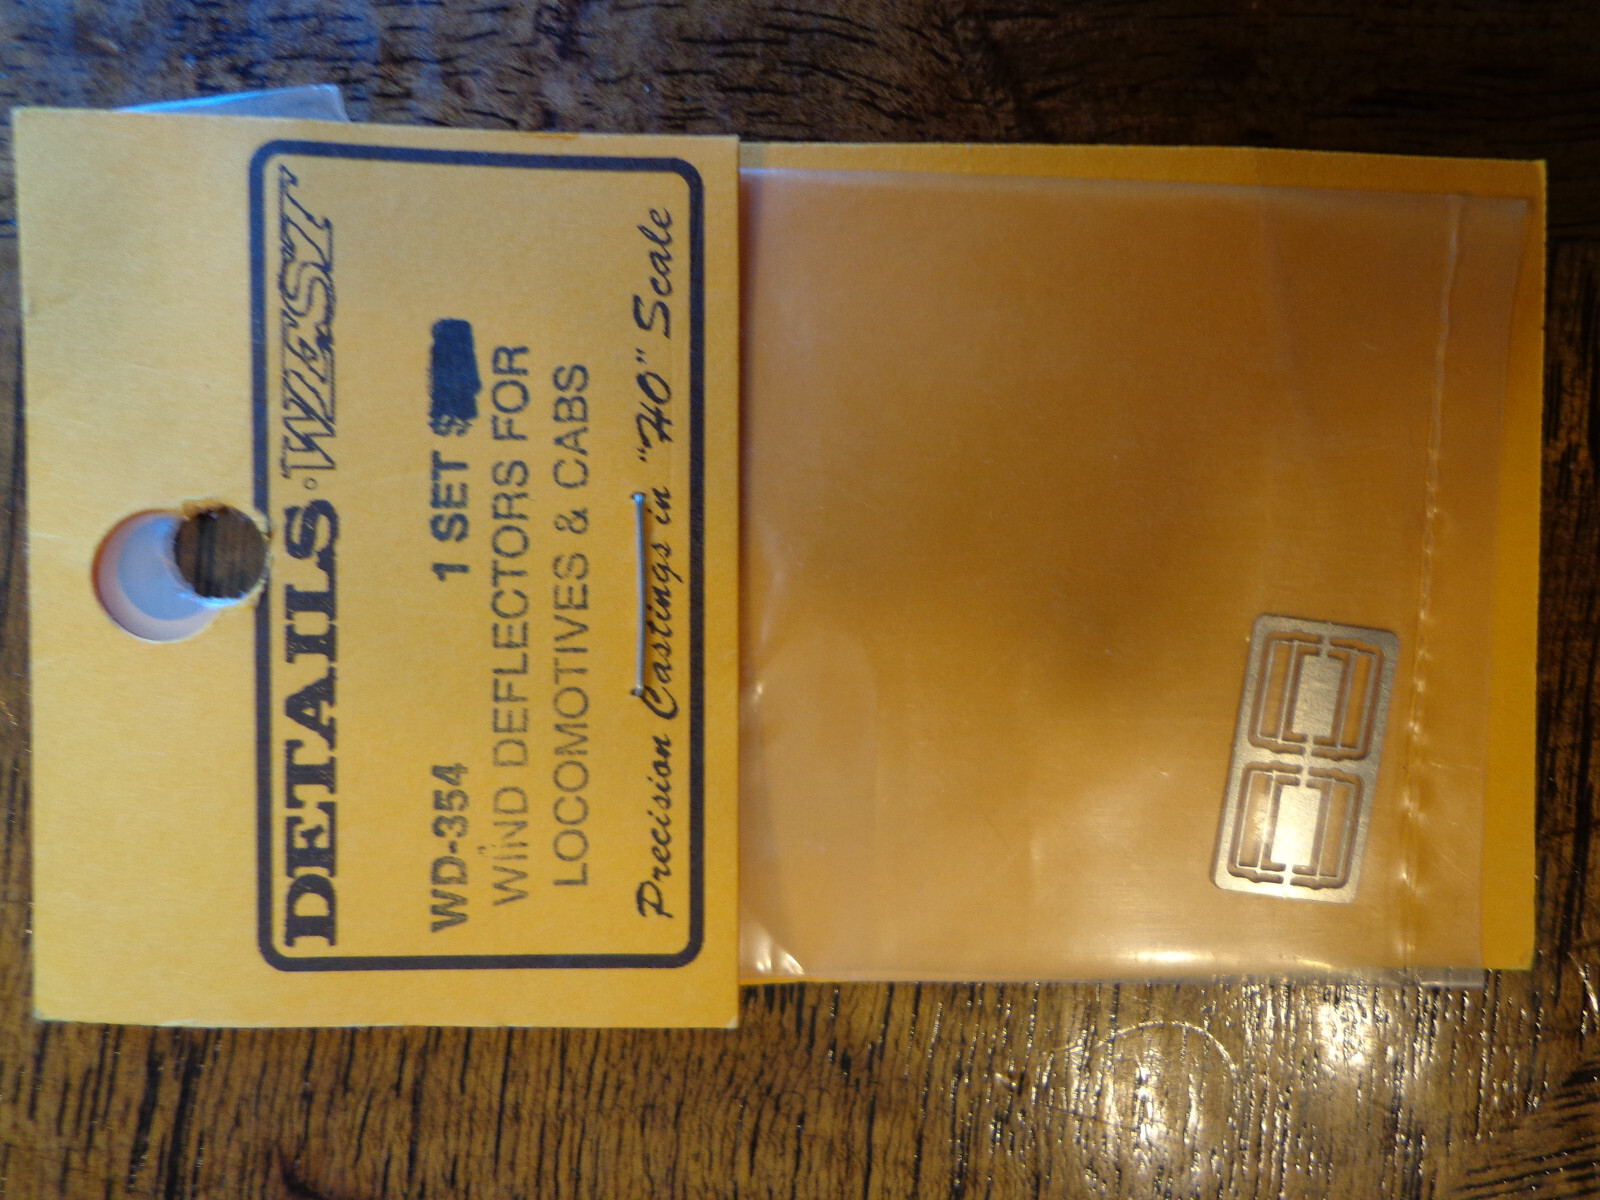 DETAILS WEST
WD-354 1 SET $
WIND DEFLECTORS FOR
LOCOMOTIVES & CABS
Precision Castings in "HO" Scale